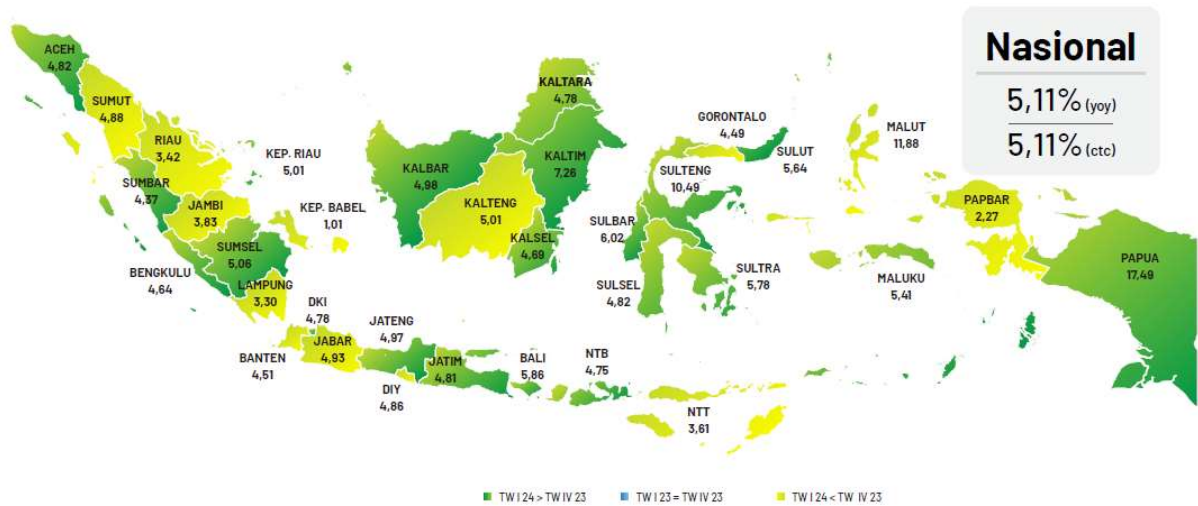 Nasional
5,11% (yoy)
5,11% (ctc)
ACEH
4,82
SUMUT
4,88
RIAU
3,42
KEP. RIAU
5,01
SUMBAR
4,37
JAMBI
3,83
KEP. BABEL
1,01
SUMSEL
5,06
BENGKULU
4,64
LAMPUNG
3,30
DKI
4,78
BANTEN
4,51
JABAR
4,93
JATENG
4,97
DIY
4,86
JATIM
4,81
BALI
5,86
NTB
4,75
NTT
3,61
KALBAR
4,98
KALTENG
5,01
KALSEL
4,69
KALTIM
7,26
KALTARA
4,78
GORONTALO
4,49
SULUT
5,64
SULTENG
10,49
SULBAR
6,02
SULSEL
4,82
SULTRA
5,78
MALUT
11,88
MALUKU
5,41
PAPBAR
2,27
PAPUA
17,49
TW I 24 > TW IV 23
TW I 23 = TW IV 23
TW I 24 < TW IV 23